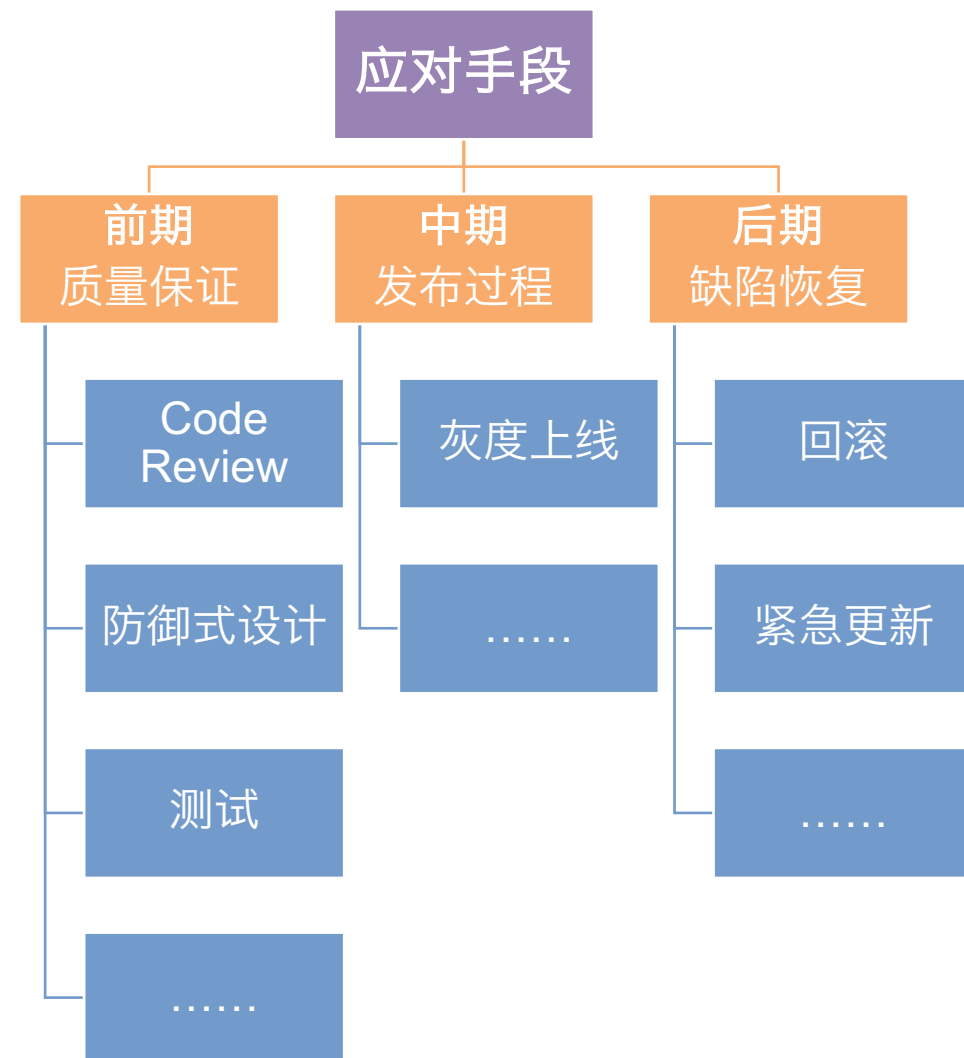 应对手段
前期
质量保证
中期
发布过程
后期
缺陷恢复
Code
Review
防御式设计
测试
......
灰度上线
......
回滚
紧急更新
......